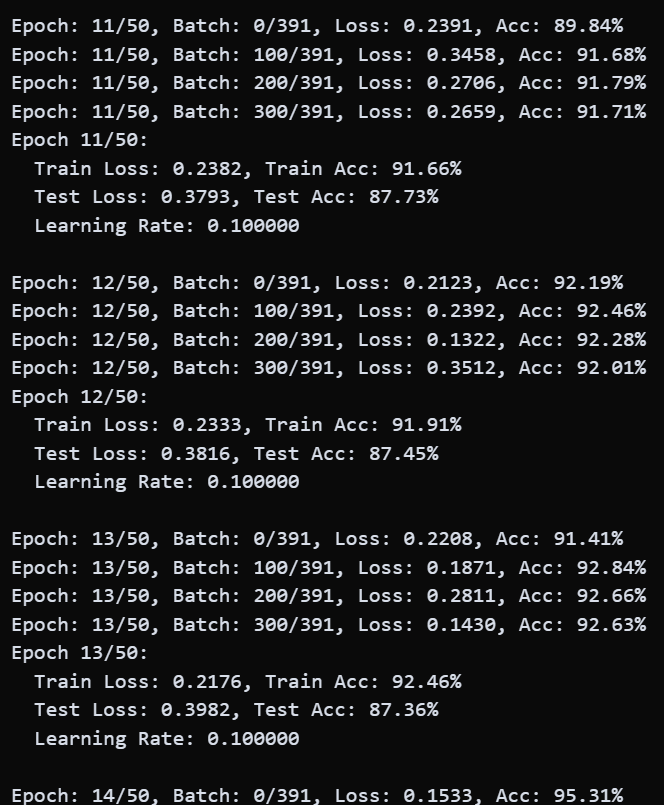 Epoch: 11/50, Batch: 0/391, Loss: 0.2391, Acc: 89.84%
Epoch: 11/50, Batch: 100/391, Loss: 0.3458, Acc: 91.68%
Epoch: 11/50, Batch: 200/391, Loss: 0.2706, Acc: 91.79%
Epoch: 11/50, Batch: 300/391, Loss: 0.2659, Acc: 91.71%
Epoch 11/50:
  Train Loss: 0.2382, Train Acc: 91.66%
  Test Loss: 0.3793, Test Acc: 87.73%
  Learning Rate: 0.100000

Epoch: 12/50, Batch: 0/391, Loss: 0.2123, Acc: 92.19%
Epoch: 12/50, Batch: 100/391, Loss: 0.2392, Acc: 92.46%
Epoch: 12/50, Batch: 200/391, Loss: 0.1322, Acc: 92.28%
Epoch: 12/50, Batch: 300/391, Loss: 0.3512, Acc: 92.01%
Epoch 12/50:
  Train Loss: 0.2333, Train Acc: 91.91%
  Test Loss: 0.3816, Test Acc: 87.45%
  Learning Rate: 0.100000

Epoch: 13/50, Batch: 0/391, Loss: 0.2208, Acc: 91.41%
Epoch: 13/50, Batch: 100/391, Loss: 0.1871, Acc: 92.84%
Epoch: 13/50, Batch: 200/391, Loss: 0.2811, Acc: 92.66%
Epoch: 13/50, Batch: 300/391, Loss: 0.1430, Acc: 92.63%
Epoch 13/50:
  Train Loss: 0.2176, Train Acc: 92.46%
  Test Loss: 0.3982, Test Acc: 87.36%
  Learning Rate: 0.100000

Epoch: 14/50, Batch: 0/391, Loss: 0.1533, Acc: 95.31%